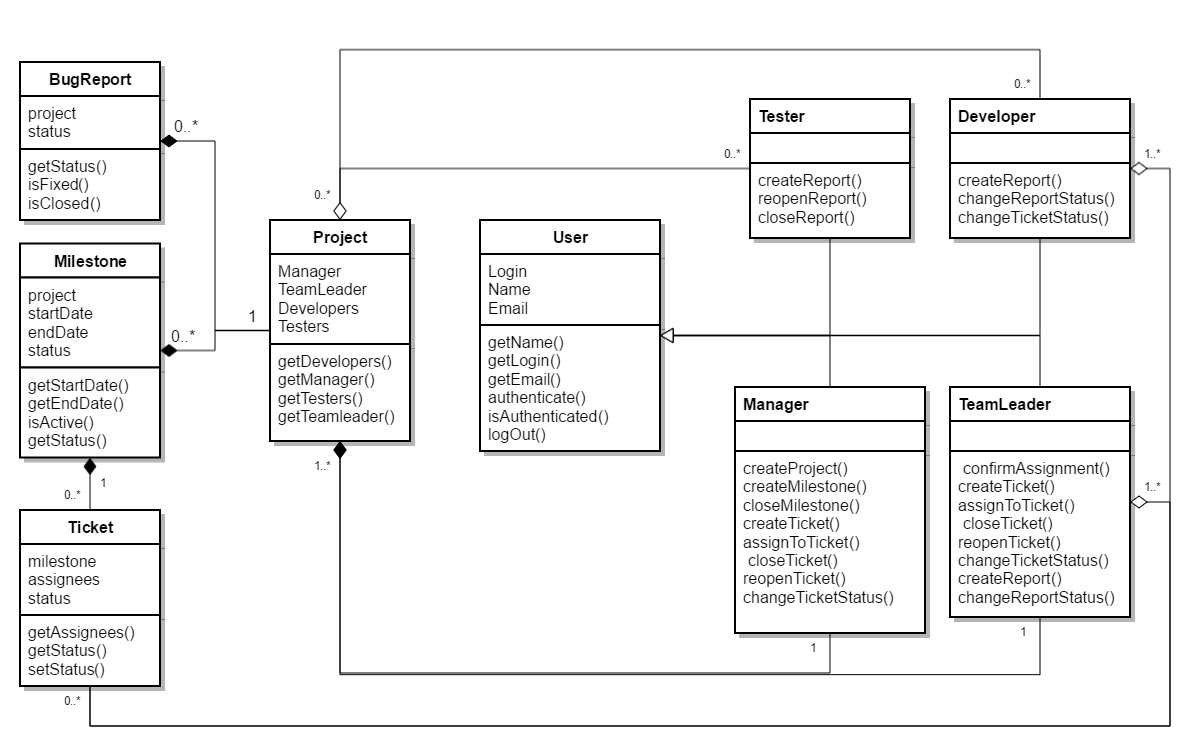 BugReport
project
status
getStatus()
isFixed()
isClosed()
0..*
Milestone
project
startDate
endDate
status
getStartDate()
getEndDate()
isActive()
getStatus()
0..*
1
1
0..*
Ticket
milestone
assignees
status
getAssignees()
getStatus()
setStatus()
0..*
0..*
Project
Manager
TeamLeader
Developers
Testers
getDevelopers()
getManager()
getTesters()
getTeamleader()
1..*
User
Login
Name
Email
getName()
getLogin()
getEmail()
authenticate()
isAuthenticated()
logOut()
0..*
Tester
createReport()
reopenReport()
closeReport()
0..*
Developer
createReport()
changeReportStatus()
changeTicketStatus()
1..*
Manager
createProject()
createMilestone()
closeMilestone()
createTicket()
assignToTicket()
closeTicket()
reopenTicket()
changeTicketStatus()
1
TeamLeader
confirmAssignment()
createTicket()
assignToTicket()
closeTicket()
reopenTicket()
changeTicketStatus()
createReport()
changeReportStatus()
1..*
1